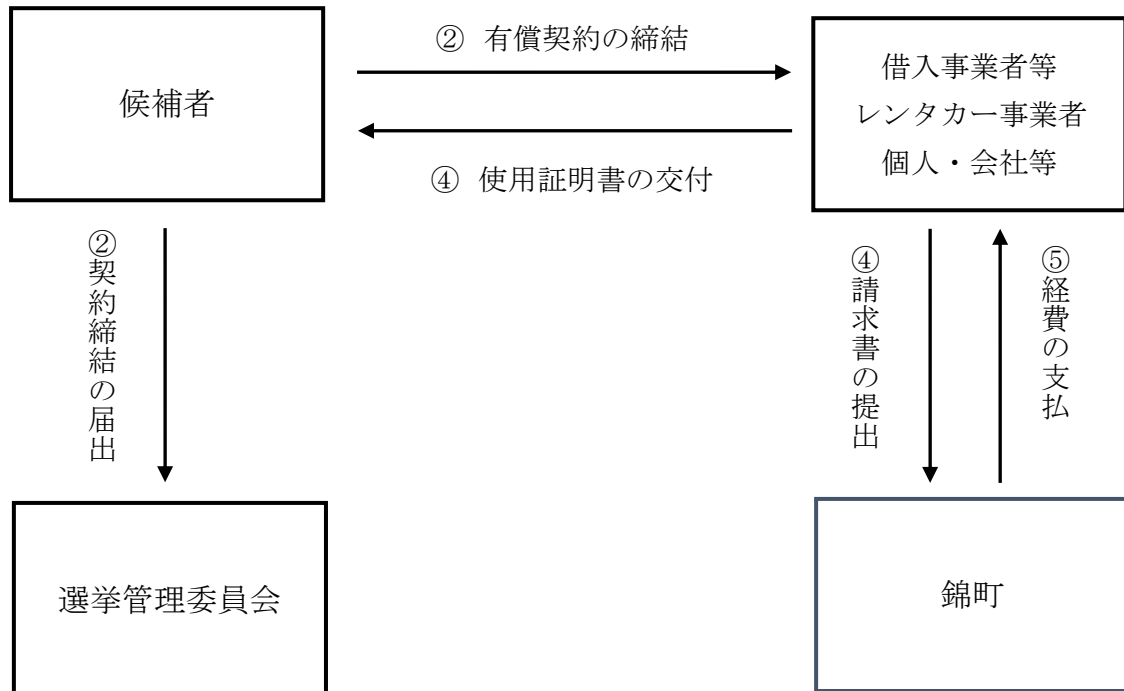 ② 有償契約の締結
候補者
借入事業者等
レンタカー事業者
個人・会社等
④ 使用証明書の交付
②契約締結の届出
④請求書の提出
⑤経費の支払
選挙管理委員会
錦町